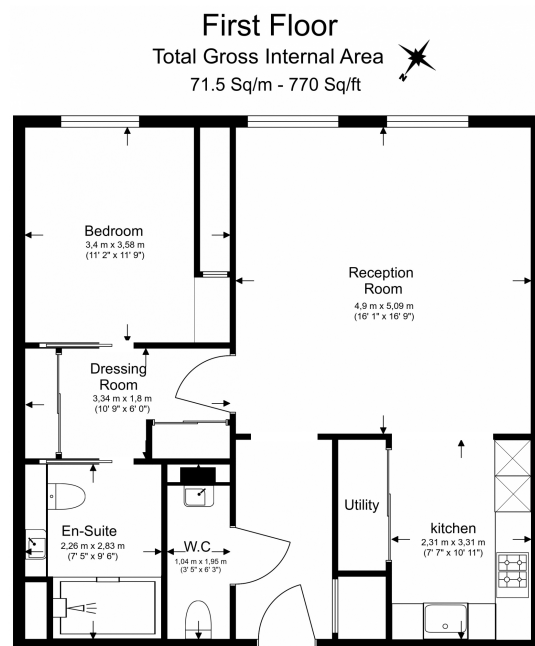 First Floor
Total Gross Internal Area
71.5 Sq/m - 770 Sq/ft
N
Bedroom
3,4 m x 3,58 m
(11' 2" x 11' 9")
Reception
Room
4,9 m x 5,09 m
(16' 1" x 16' 9")
Dressing
Room
3,34 m x 1,8 m
(10' 9" x 6' 0")
Utility
kitchen
2,31 m x 3,31 m
(7' 7" x 10' 11")
En-Suite
2,26 m x 2,83 m
(7' 5" x 9' 6")
W.C
1,04 m x 1,95 m
(3' 5" x 6' 3")